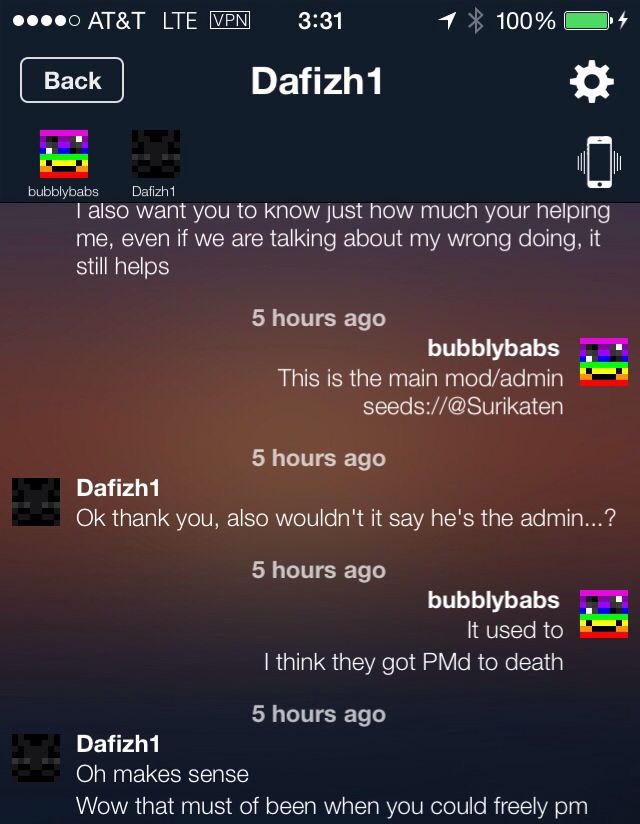 AT&T LTE VPN 3:31 100%
Back Dafizh1
bubblybabs Dafizh1
I also want you to know just how much your helping
me, even if we are talking about my wrong doing, it
still helps
5 hours ago
bubblybabs
This is the main mod/admin
seeds://@Surikaten
5 hours ago
Dafizh1
Ok thank you, also wouldn't it say he's the admin...?
5 hours ago
bubblybabs
It used to
I think they got PMd to death
5 hours ago
Dafizh1
Oh makes sense
Wow that must of been when you could freely pm